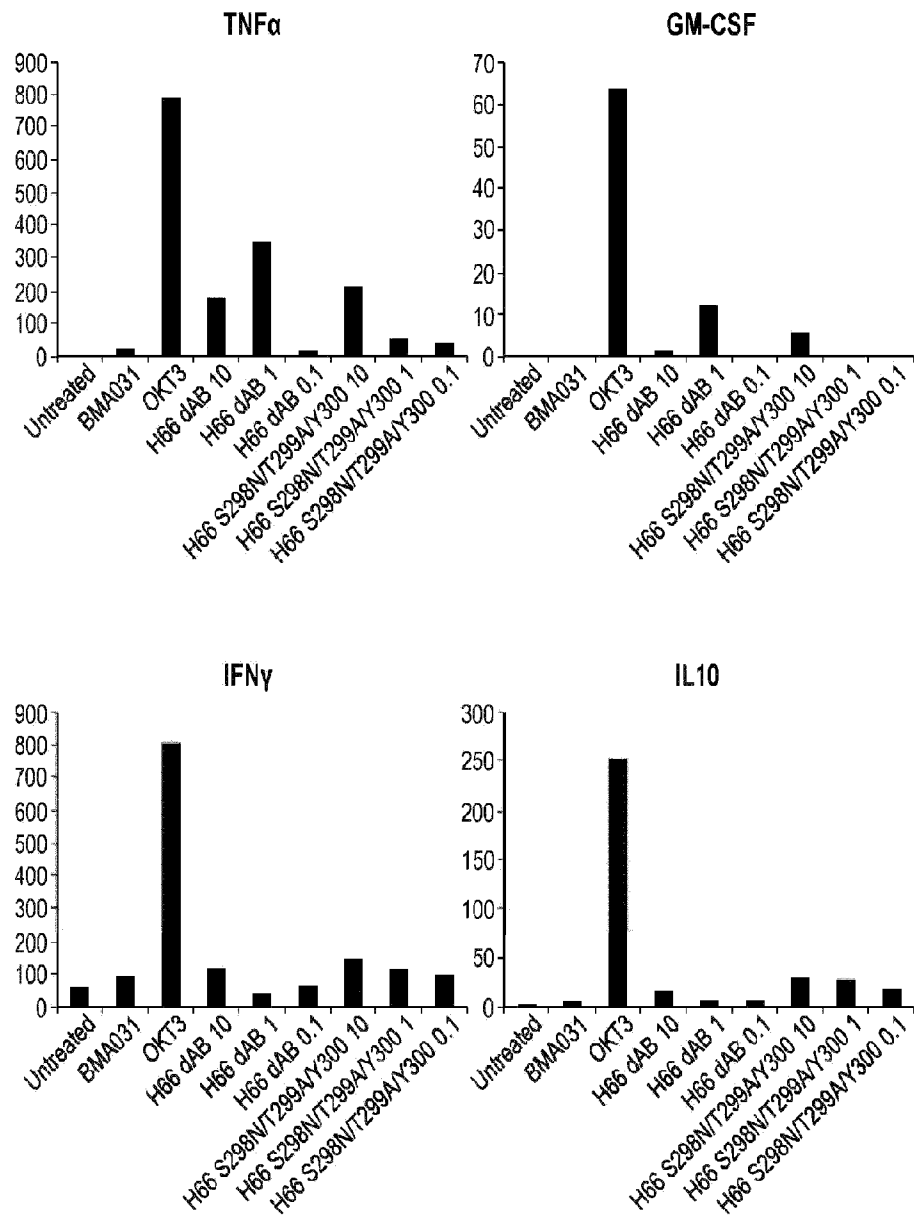 TNFα
900
800
700
600
500
400
300
200
100
0
Untreated
BMA031
OKT3
H66 dAB 10
H66 dAB 1
H66 dAB 0.1
H66 S298N/T299A/Y300 10
H66 S298N/T299A/Y300 1
H66 S298N/T299A/Y300 0.1
GM-CSF
70
60
50
40
30
20
10
0
Untreated
BMA031
OKT3
H66 dAB 10
H66 dAB 1
H66 dAB 0.1
H66 S298N/T299A/Y300 10
H66 S298N/T299A/Y300 1
H66 S298N/T299A/Y300 0.1
IFNγ
900
800
700
600
500
400
300
200
100
0
Untreated
BMA031
OKT3
H66 dAB 10
H66 dAB 1
H66 dAB 0.1
H66 S298N/T299A/Y300 10
H66 S298N/T299A/Y300 1
H66 S298N/T299A/Y300 0.1
IL10
300
250
200
150
100
50
0
Untreated
BMA031
OKT3
H66 dAB 10
H66 dAB 1
H66 dAB 0.1
H66 S298N/T299A/Y300 10
H66 S298N/T299A/Y300 1
H66 S298N/T299A/Y300 0.1